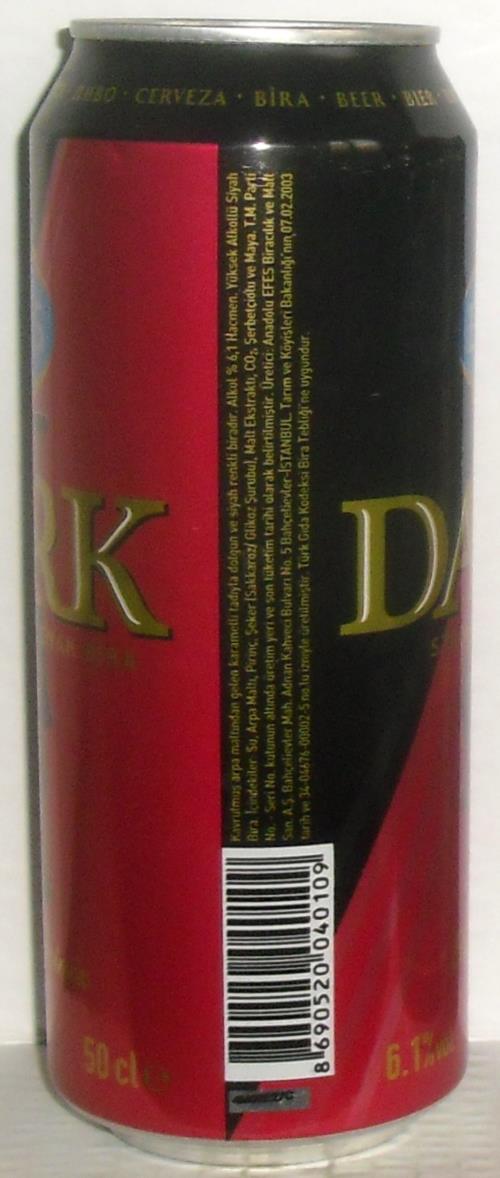 ПИВО · CERVEZA · BİRA · BEER · BIER ·
Kavrulmuş arpa maltından gelen karamelli tadıyla dolgun ve siyah renkli biradır. Alkol % 6,1 Hacmen. Yüksek Alkollü Siyah
Bira. İçindekiler: Su, Arpa Maltı, Pirinç, Şeker (Sakkaroz/ Glikoz Şurubu), Malt Ekstraktı, CO₂, Şerbetçiotu ve Maya. T.M. Parti
No. - Seri No. kutunun altında üretim yeri ve son tüketim tarihi olarak belirtilmiştir. Üretici: Anadolu EFES Biracılık ve Malt
San. A.Ş. Bahçelievler Mah. Adnan Kahveci Bulvarı No. 5 Bahçelievler-İSTANBUL. Tarım ve Köyişleri Bakanlığı'nın 07.02.2003
tarih ve 34-04676-00002-5 no.lu izniyle üretilmiştir. Türk Gıda Kodeksi Bira Tebliği'ne uygundur.
RK
DA
8 690520 040109
50 cl e
6.1% vol.